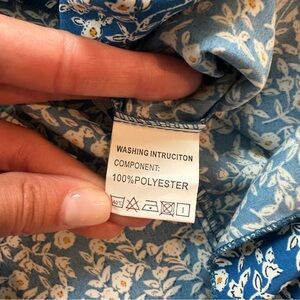 WASHING INTRUCITON
COMPONENT:
100%POLYESTER